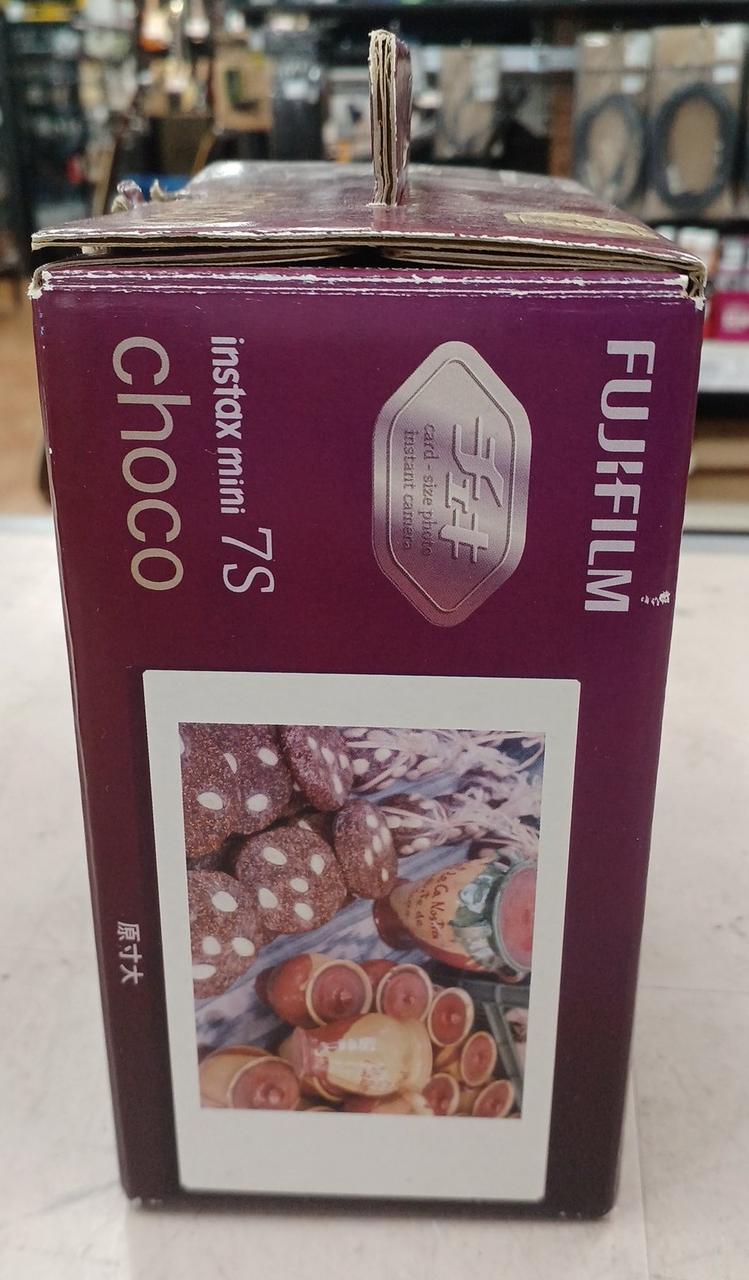 FUJIFILM
チェキ
card - size photo
instant camera
instax mini 7S
choco
原寸大